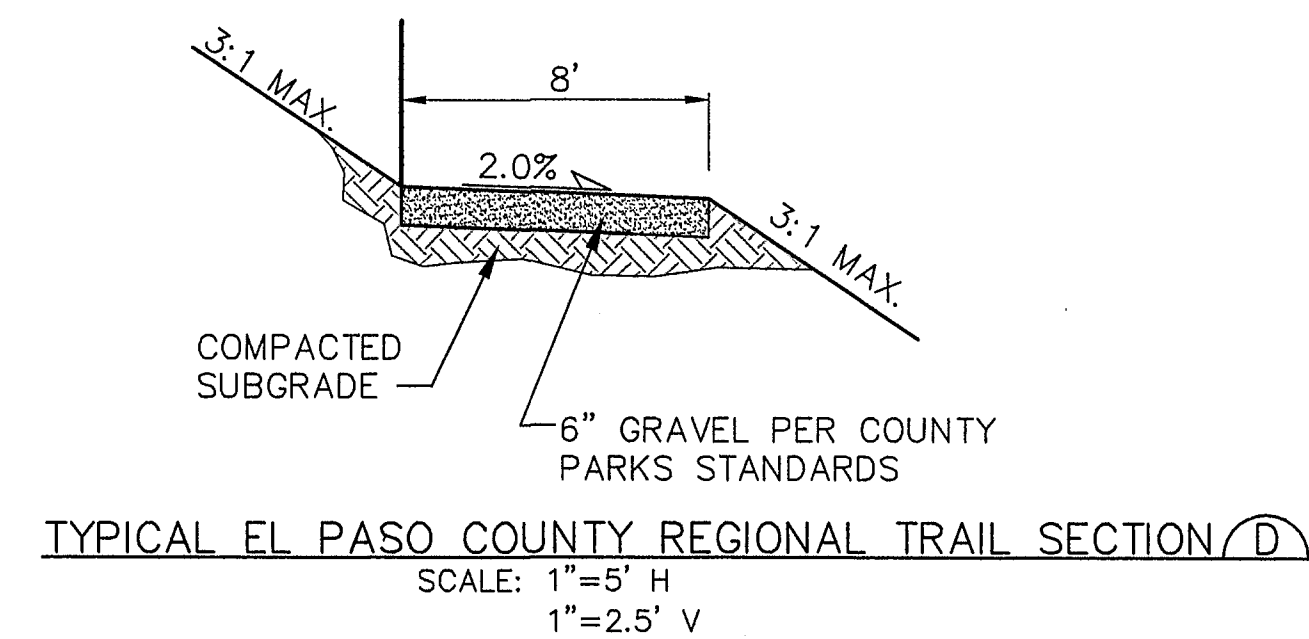 3:1 MAX.
8'
2.0%
3:1 MAX.
COMPACTED
SUBGRADE
6" GRAVEL PER COUNTY
PARKS STANDARDS
TYPICAL EL PASO COUNTY REGIONAL TRAIL SECTION D
SCALE: 1"=5' H
1"=2.5' V